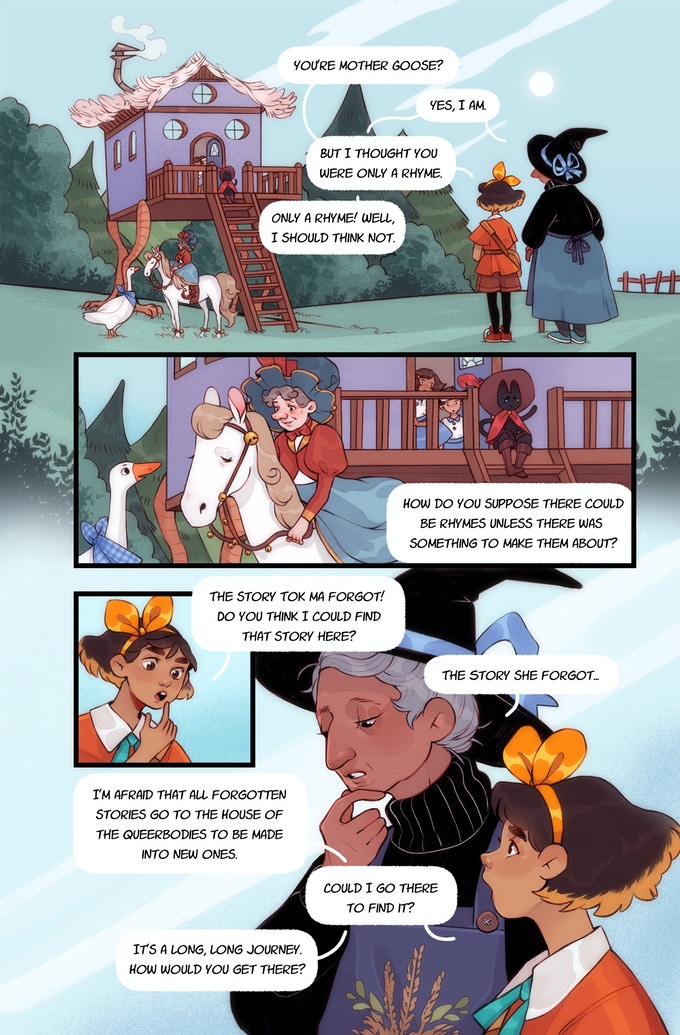 YOU'RE MOTHER GOOSE?
YES, I AM.
BUT I THOUGHT YOU
WERE ONLY A RHYME.
ONLY A RHYME! WELL,
I SHOULD THINK NOT.
HOW DO YOU SUPPOSE THERE COULD
BE RHYMES UNLESS THERE WAS
SOMETHING TO MAKE THEM ABOUT?
THE STORY TOK MA FORGOT!
DO YOU THINK I COULD FIND
THAT STORY HERE?
THE STORY SHE FORGOT...
I'M AFRAID THAT ALL FORGOTTEN
STORIES GO TO THE HOUSE OF
THE QUEERBODIES TO BE MADE
INTO NEW ONES.
COULD I GO THERE
TO FIND IT?
IT'S A LONG, LONG JOURNEY.
HOW WOULD YOU GET THERE?